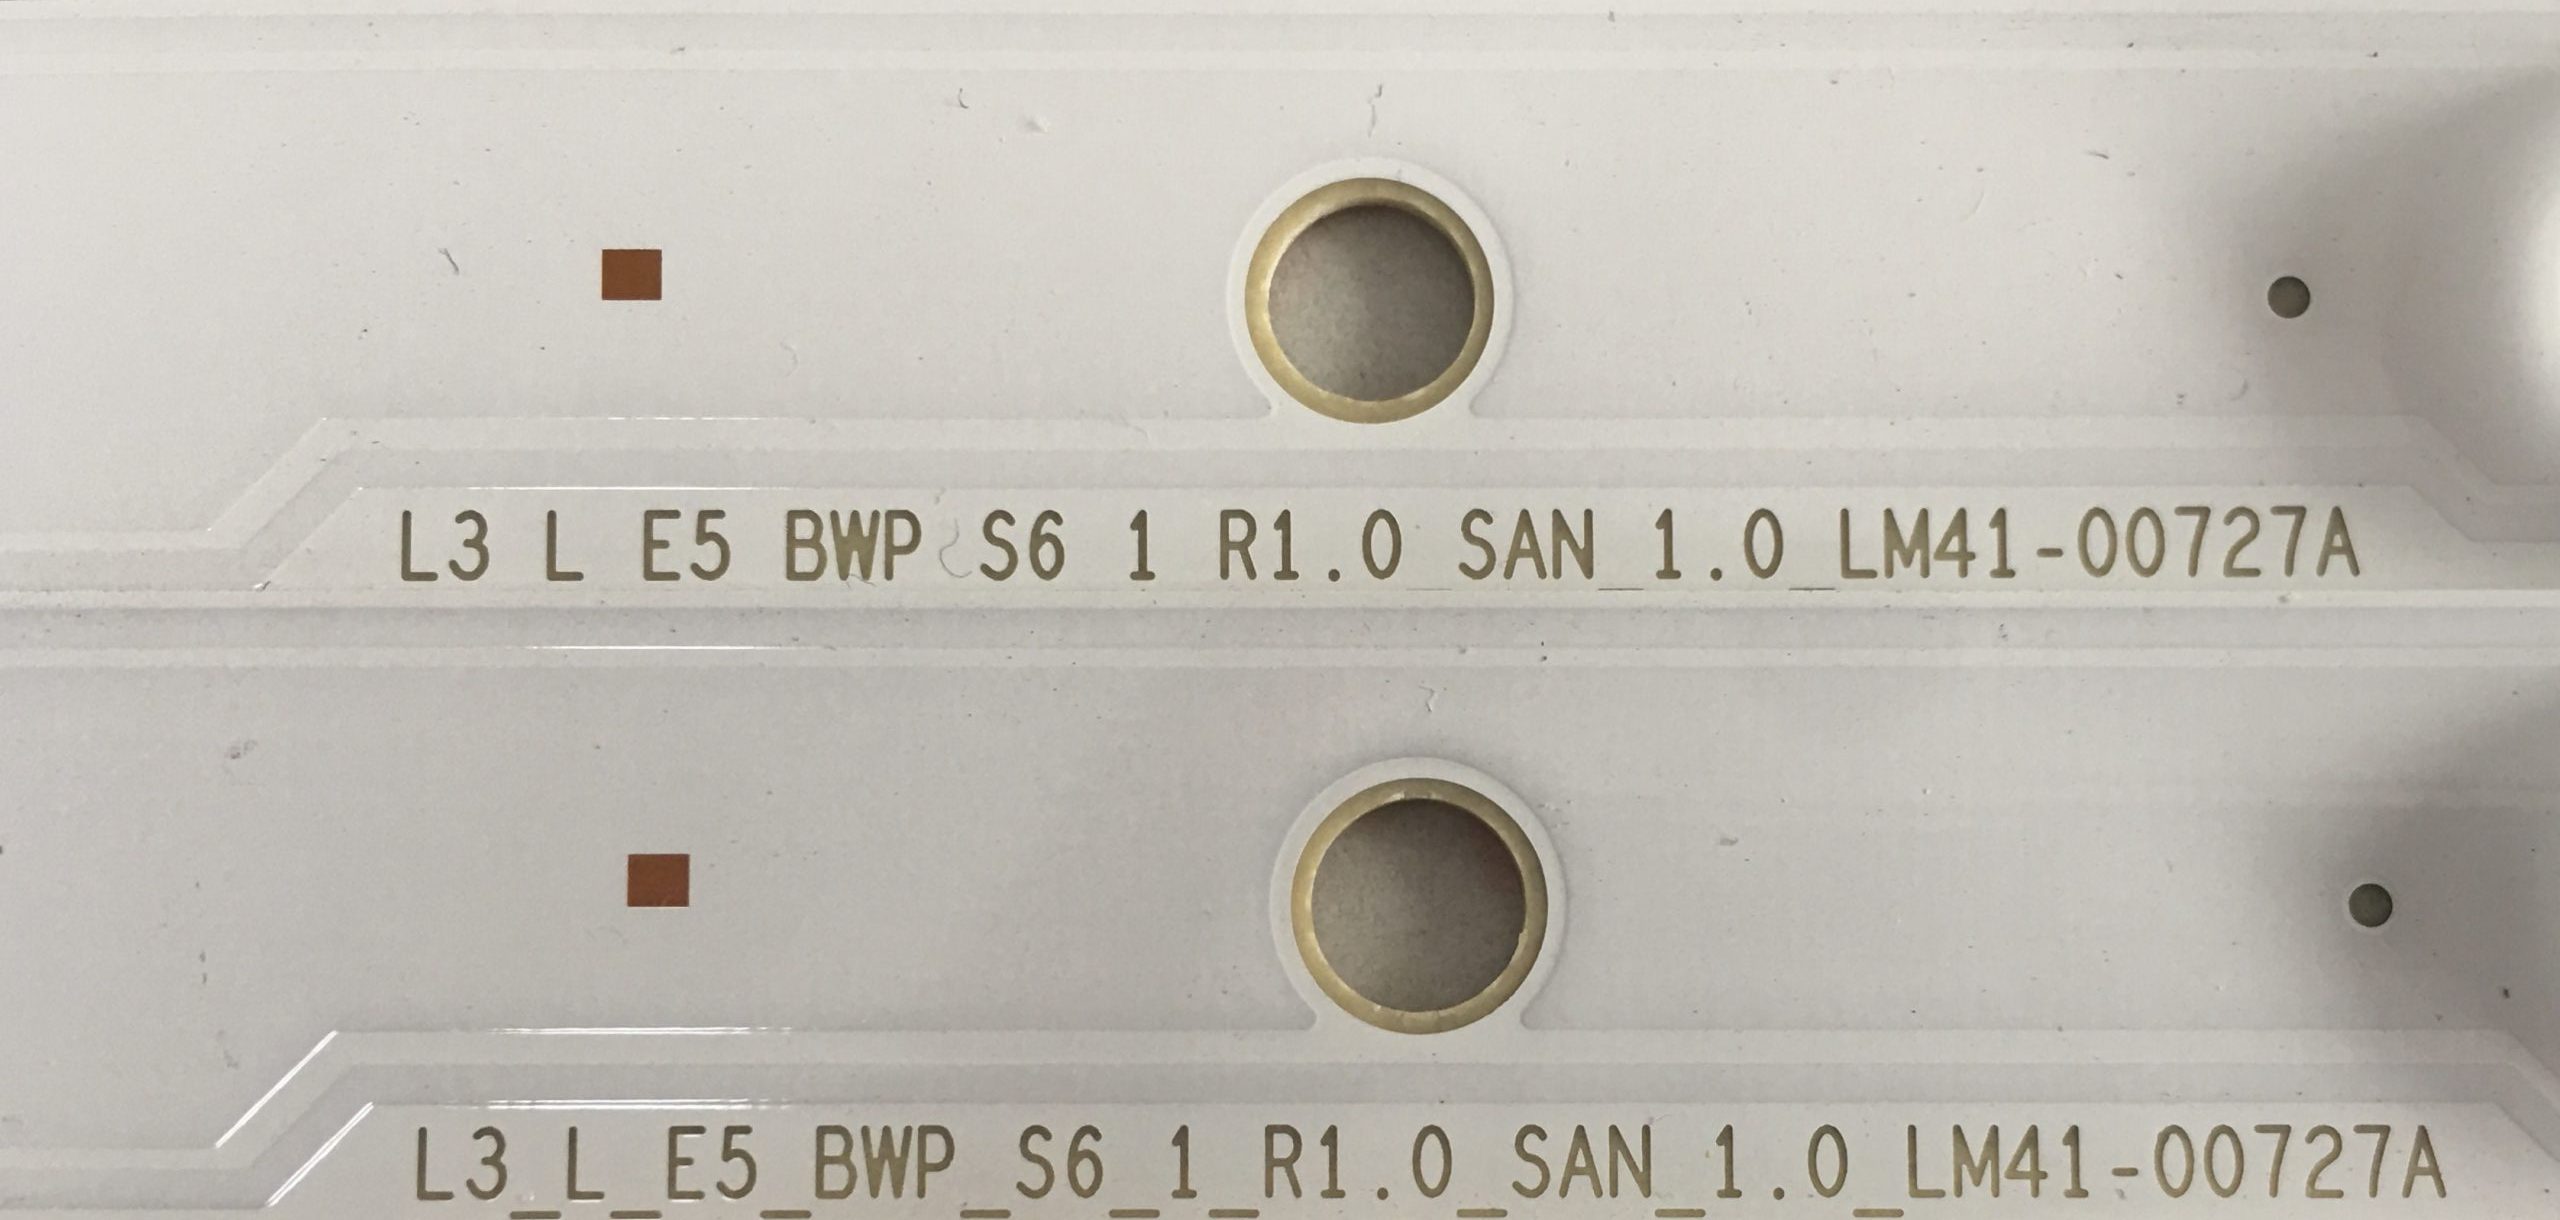 L3 L E5 BWP S6 1 R1.0 SAN_1.0_LM41-00727A
L3_L_E5_BWP_S6_1_R1.0_SAN_1.0_LM41-00727A